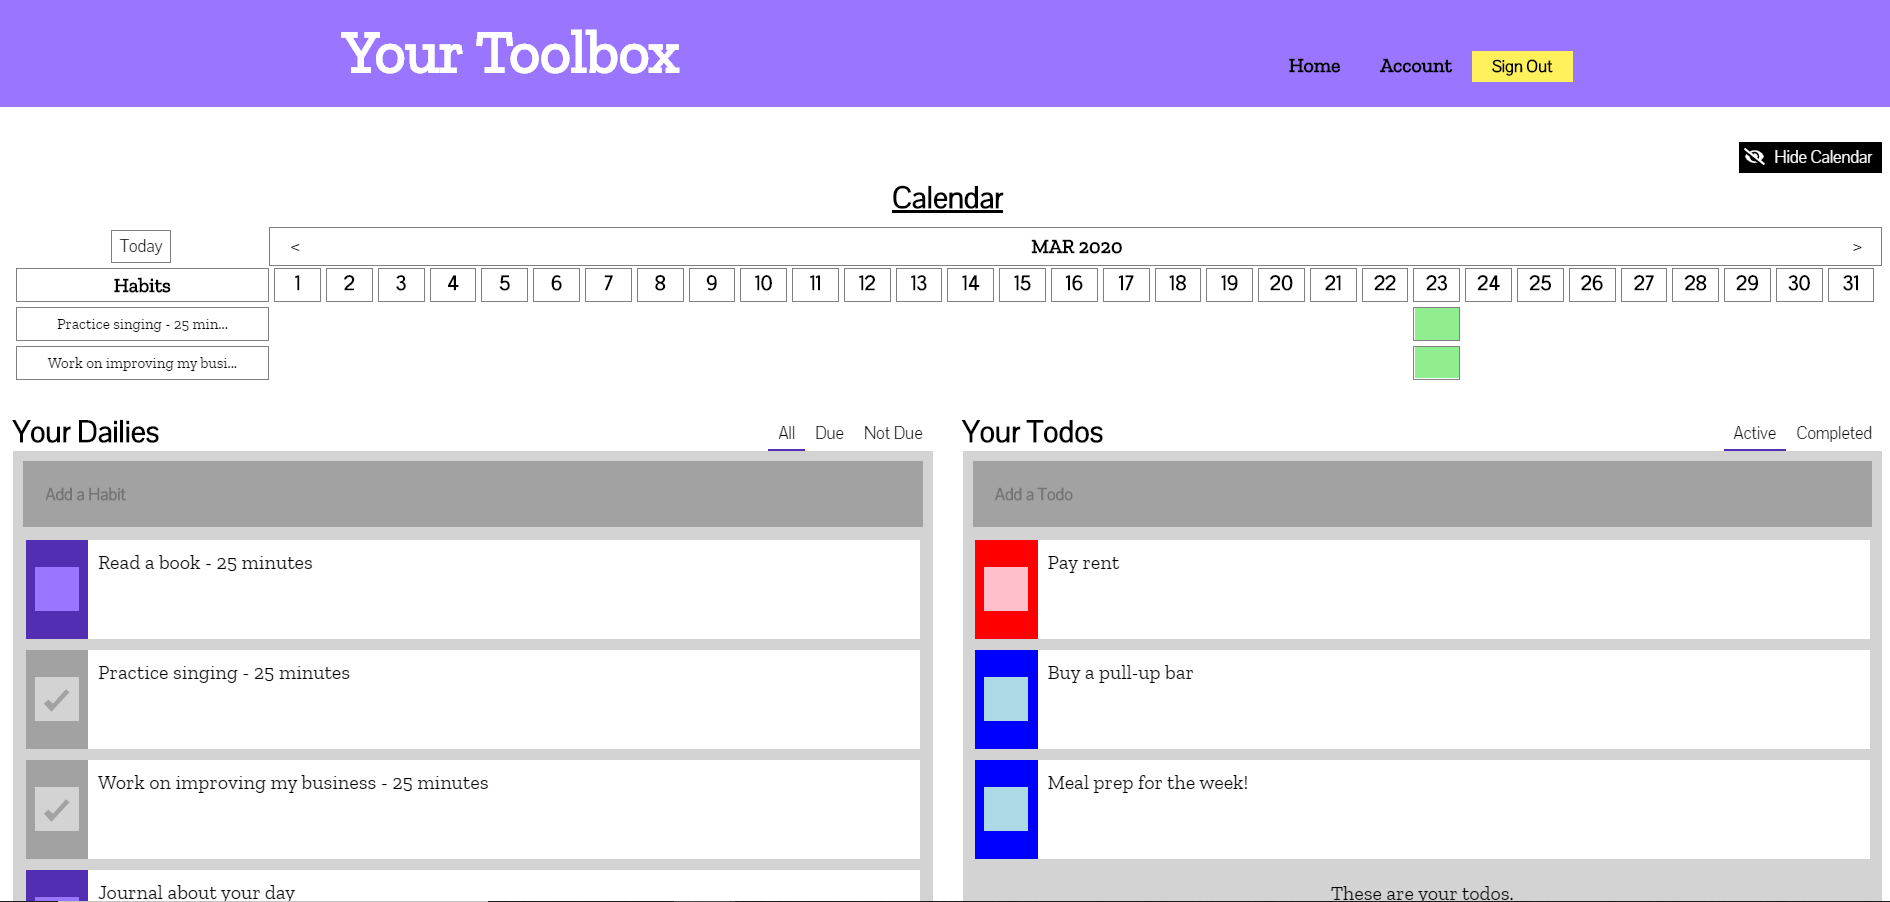 Your Toolbox
Home Account Sign Out
Hide Calendar
Calendar
Today < MAR 2020 >
Habits 1 2 3 4 5 6 7 8 9 10 11 12 13 14 15 16 17 18 19 20 21 22 23 24 25 26 27 28 29 30 31
Practice singing - 25 min...
Work on improving my busi...
Your Dailies All Due Not Due
Add a Habit
Read a book - 25 minutes
Practice singing - 25 minutes
Work on improving my business - 25 minutes
Journal about your day
Your Todos Active Completed
Add a Todo
Pay rent
Buy a pull-up bar
Meal prep for the week!
These are your todos.